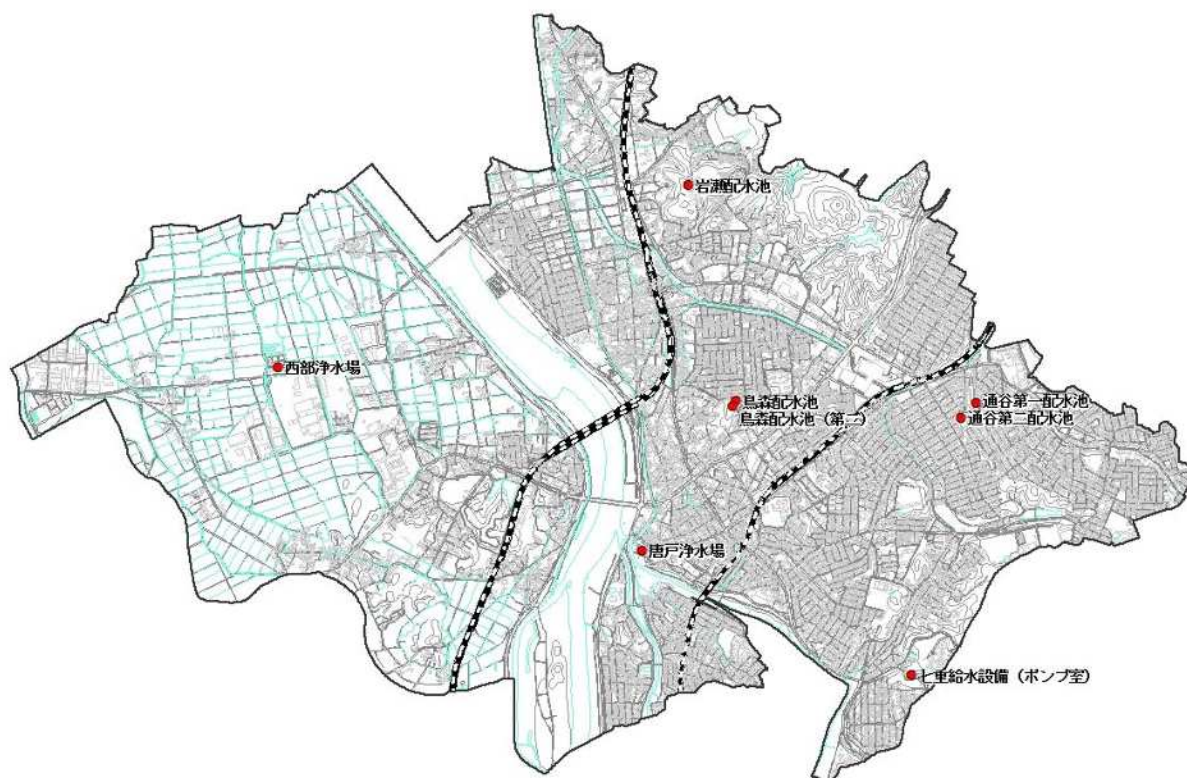 岩瀬配水池
西部浄水場
鳥森配水池
鳥森配水池（第二）
通谷第一配水池
通谷第二配水池
唐戸浄水場
七重給水設備（ポンプ室）